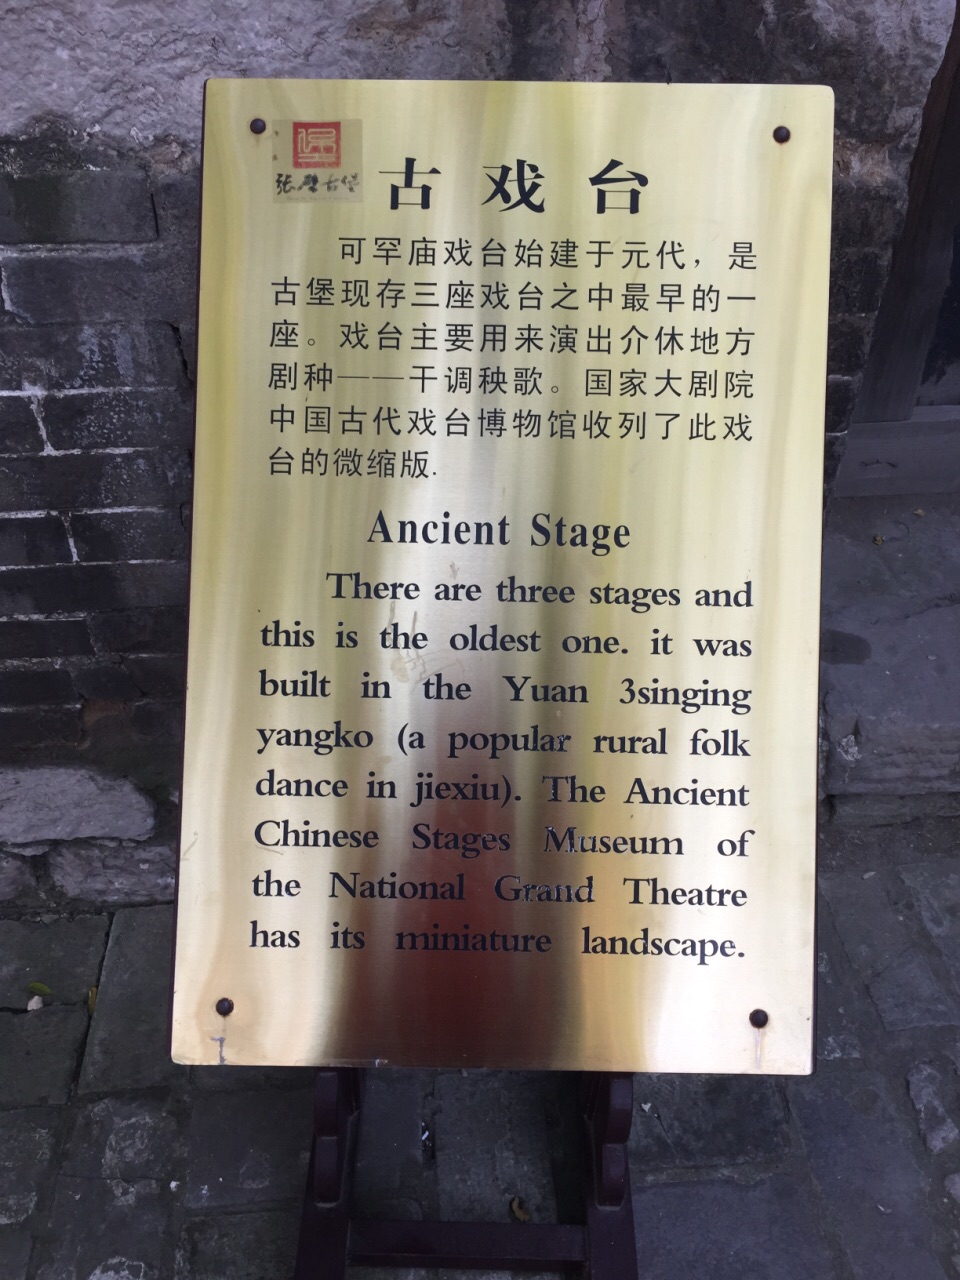 堡
张壁古堡
古戏台
可罕庙戏台始建于元代，是
古堡现存三座戏台之中最早的一
座。戏台主要用来演出介休地方
剧种——干调秧歌。国家大剧院
中国古代戏台博物馆收列了此戏
台的微缩版.
Ancient Stage
There are three stages and
this is the oldest one. it was
built in the Yuan 3singing
yangko (a popular rural folk
dance in jiexiu). The Ancient
Chinese Stages Museum of
the National Grand Theatre
has its miniature landscape.